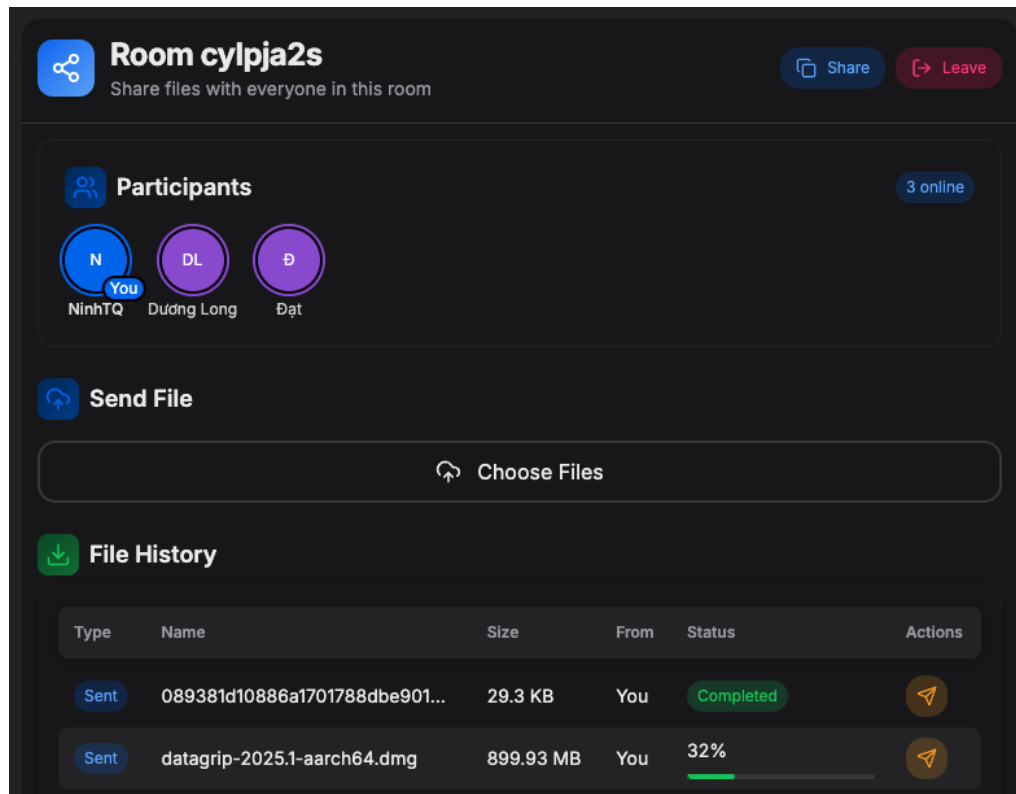 Room cylpja2s
Share files with everyone in this room
Share
Leave
Participants
3 online
N
DL
Đ
You
NinhTQ
Dương Long
Đạt
Send File
Choose Files
File History
Type Name Size From Status Actions
Sent 089381d10886a1701788dbe901... 29.3 KB You Completed
Sent datagrip-2025.1-aarch64.dmg 899.93 MB You 32%